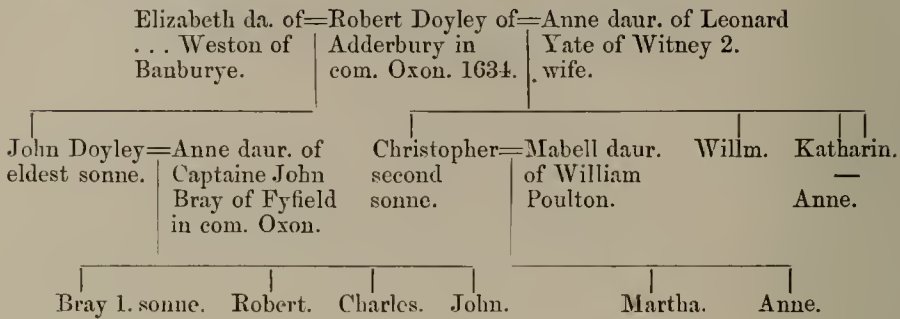 Elizabeth da. of=Robert Doyley of=Anne daur. of Leonard
... Weston of Adderbury in Yate of Witney 2.
Banburye. com. Oxon. 1634. wife.
John Doyley=Anne daur. of Christopher=Mabell daur. Willm. Katharin.
eldest sonne. Captaine John second of William —
Bray of Fyfield sonne. Poulton. Anne.
in com. Oxon.
Bray 1. sonne. Robert. Charles. John. Martha. Anne.